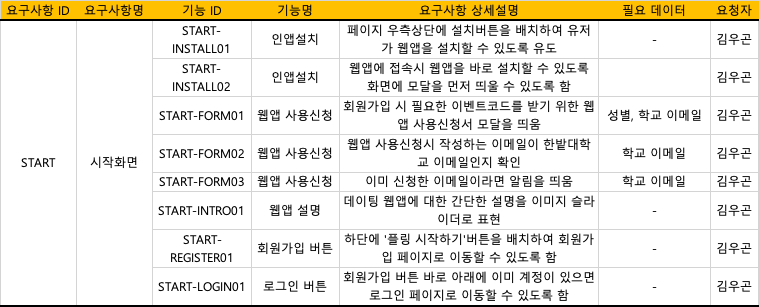 요구사항 ID 요구사항명 기능 ID 기능명 요구사항 상세설명 필요 데이터 요청자
START 시작화면
START-
INSTALL01 인앱설치 페이지 우측상단에 설치버튼을 배치하여 유저
가 웹앱을 설치할 수 있도록 유도 - 김우곤
START-
INSTALL02 인앱설치 웹앱에 접속시 웹앱을 바로 설치할 수 있도록
화면에 모달을 먼저 띄울 수 있도록 함 김우곤
START-FORM01 웹앱 사용신청 회원가입 시 필요한 이벤트코드를 받기 위한 웹
앱 사용신청서 모달을 띄움 성별, 학교 이메일 김우곤
START-FORM02 웹앱 사용신청 웹앱 사용신청시 작성하는 이메일이 한밭대학
교 이메일인지 확인 학교 이메일 김우곤
START-FORM03 웹앱 사용신청 이미 신청한 이메일이라면 알림을 띄움 학교 이메일 김우곤
START-INTRO01 웹앱 설명 데이팅 웹앱에 대한 간단한 설명을 이미지 슬라
이더로 표현 - 김우곤
START-
REGISTER01 회원가입 버튼 하단에 '플링 시작하기'버튼을 배치하여 회원가
입 페이지로 이동할 수 있도록 함 - 김우곤
START-LOGIN01 로그인 버튼 회원가입 버튼 바로 아래에 이미 계정이 있으면
로그인 페이지로 이동할 수 있도록 함 - 김우곤